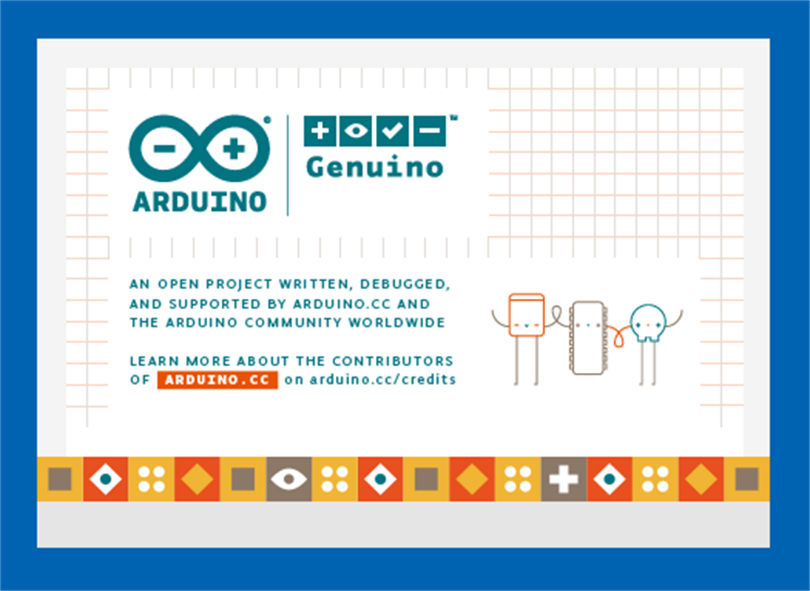 ARDUINO
Genuino™
AN OPEN PROJECT WRITTEN, DEBUGGED,
AND SUPPORTED BY ARDUINO.CC AND
THE ARDUINO COMMUNITY WORLDWIDE
LEARN MORE ABOUT THE CONTRIBUTORS
OF ARDUINO.CC on arduino.cc/credits